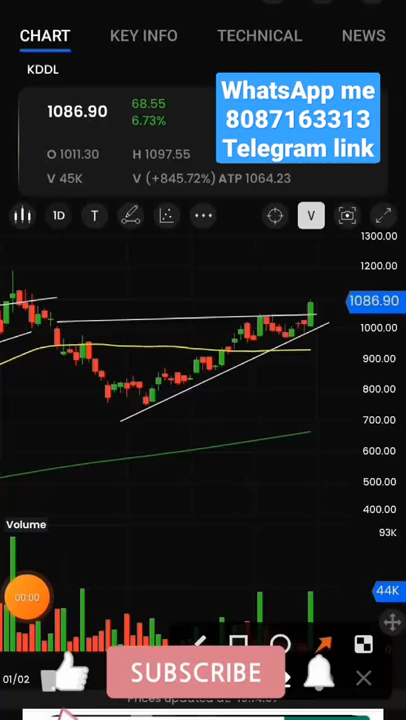 CHART KEY INFO TECHNICAL NEWS
KDDL
1086.90
68.55
6.73%
WhatsApp me
8087163313
Telegram link
O 1011.30 H 1097.55
V 45K V (+845.72%) ATP 1064.23
1D T V
1300.00
1200.00
1086.90
1000.00
900.00
800.00
700.00
600.00
500.00
400.00
Volume
93K
44K
00:00
01/02
SUBSCRIBE